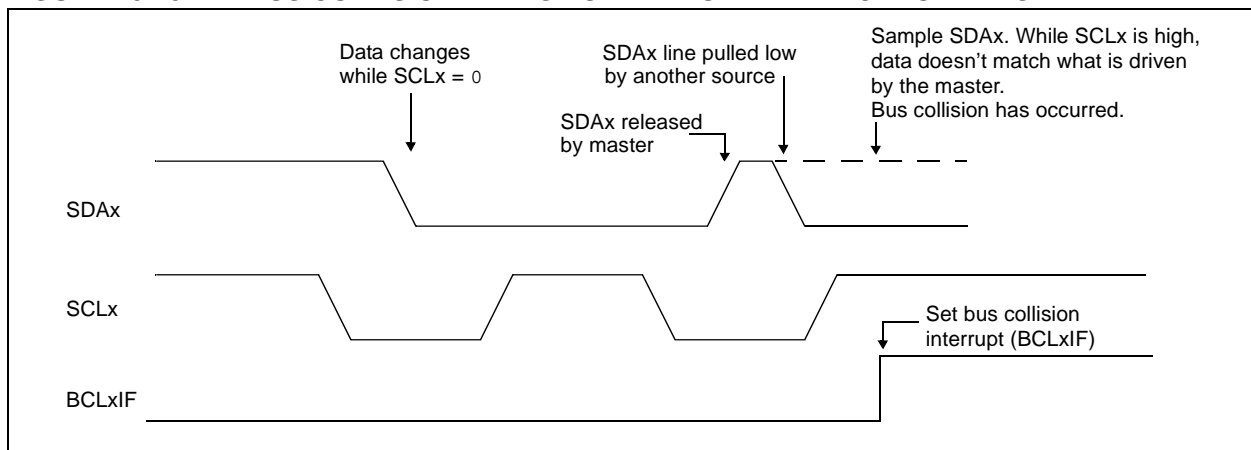 Data changes
while SCLx = 0
SDAx line pulled low
by another source
Sample SDAx. While SCLx is high,
data doesn't match what is driven
by the master.
Bus collision has occurred.
SDAx released
by master
SDAx
SCLx
Set bus collision
interrupt (BCLxIF)
BCLxIF